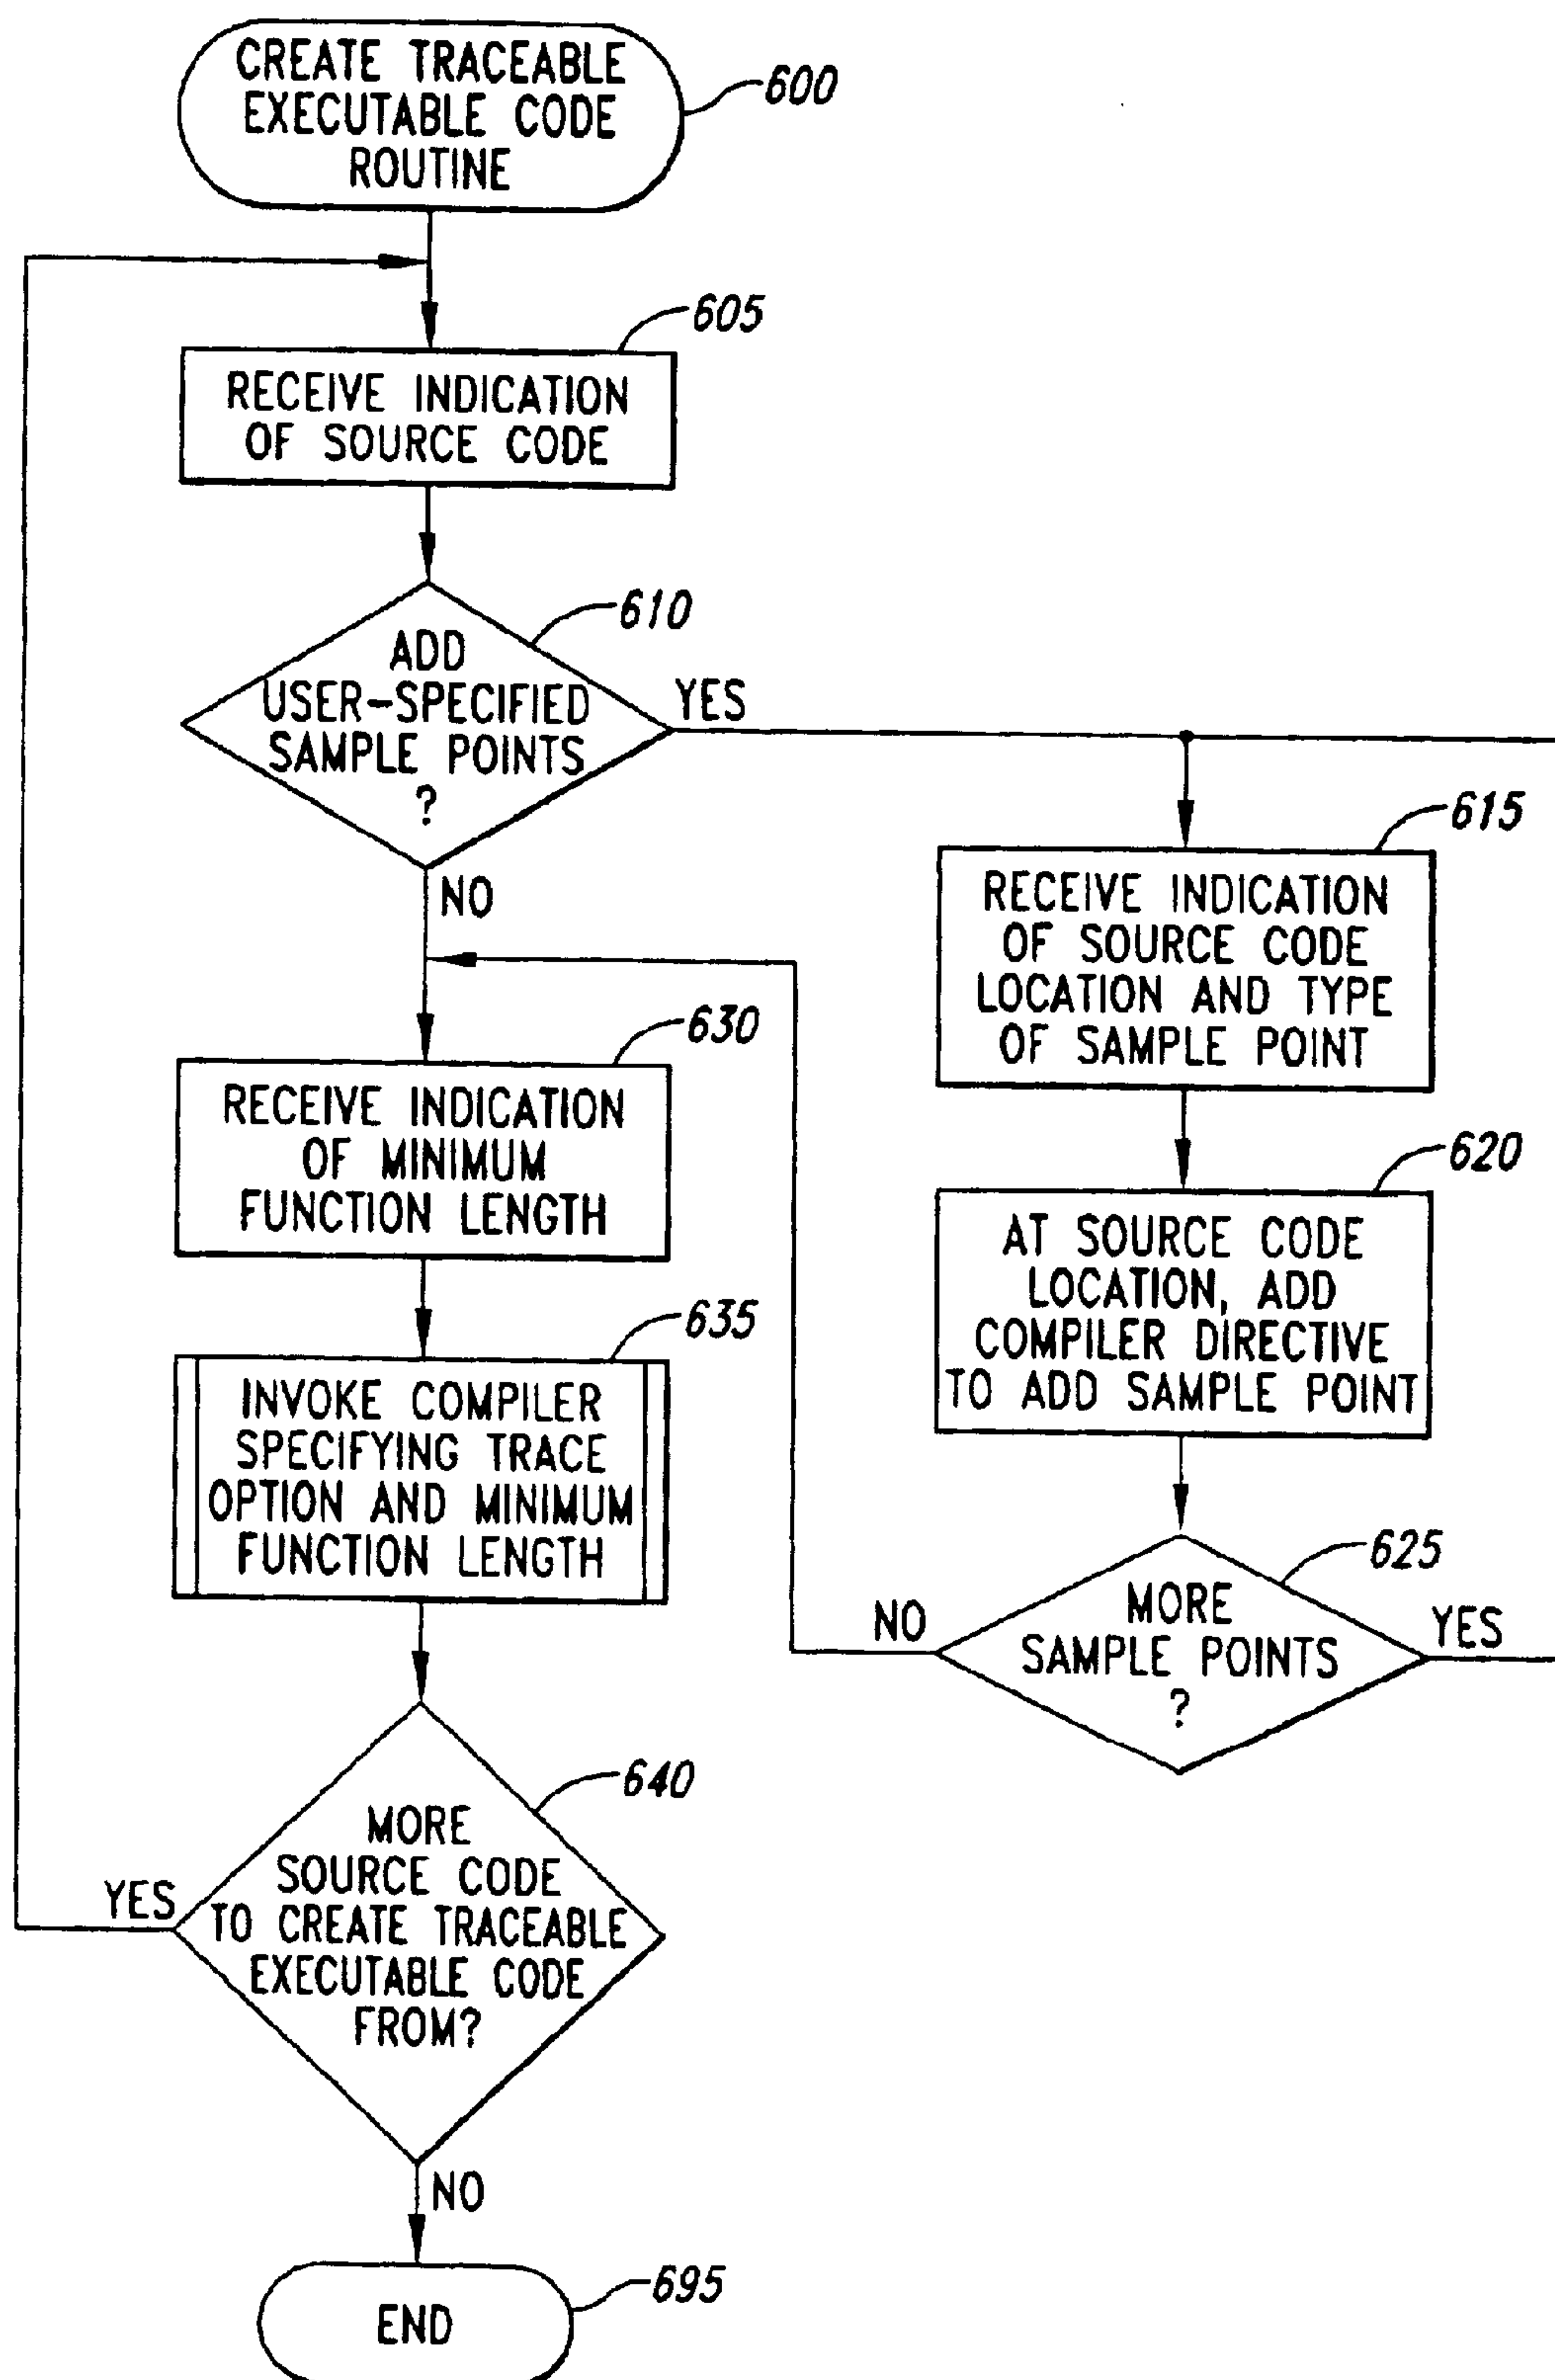 CREATE TRACEABLE
EXECUTABLE CODE
ROUTINE
600
605
RECEIVE INDICATION
OF SOURCE CODE
610
ADD
USER-SPECIFIED
SAMPLE POINTS
?
YES
NO
615
RECEIVE INDICATION
OF SOURCE CODE
LOCATION AND TYPE
OF SAMPLE POINT
620
AT SOURCE CODE
LOCATION, ADD
COMPILER DIRECTIVE
TO ADD SAMPLE POINT
625
MORE
SAMPLE POINTS
?
NO
YES
630
RECEIVE INDICATION
OF MINIMUM
FUNCTION LENGTH
635
INVOKE COMPILER
SPECIFYING TRACE
OPTION AND MINIMUM
FUNCTION LENGTH
640
MORE
SOURCE CODE
TO CREATE TRACEABLE
EXECUTABLE CODE
FROM?
YES
NO
695
END